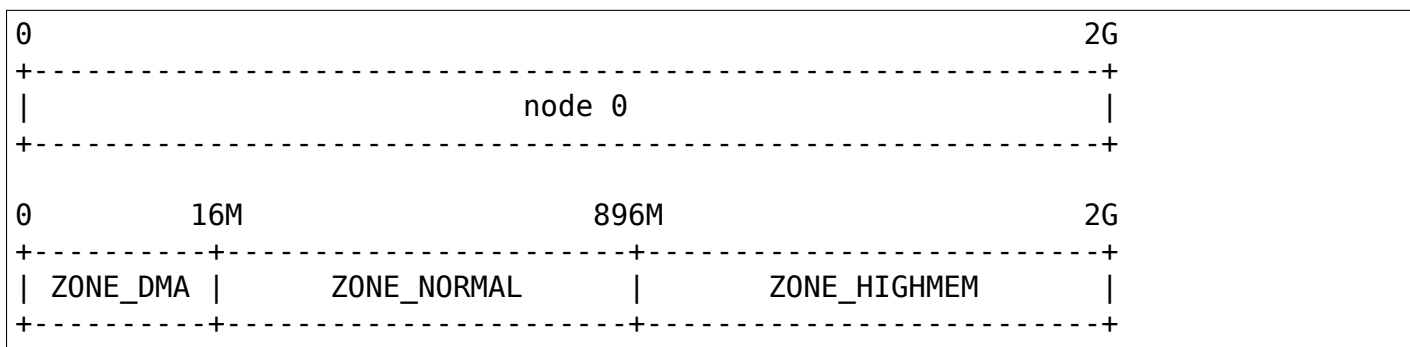 0                                                              2G
+-------------------------------------------------------------+
|                            node 0                           |
+-------------------------------------------------------------+

0         16M                    896M                        2G
+----------+-----------------------+--------------------------+
| ZONE_DMA |      ZONE_NORMAL      |       ZONE_HIGHMEM       |
+----------+-----------------------+--------------------------+